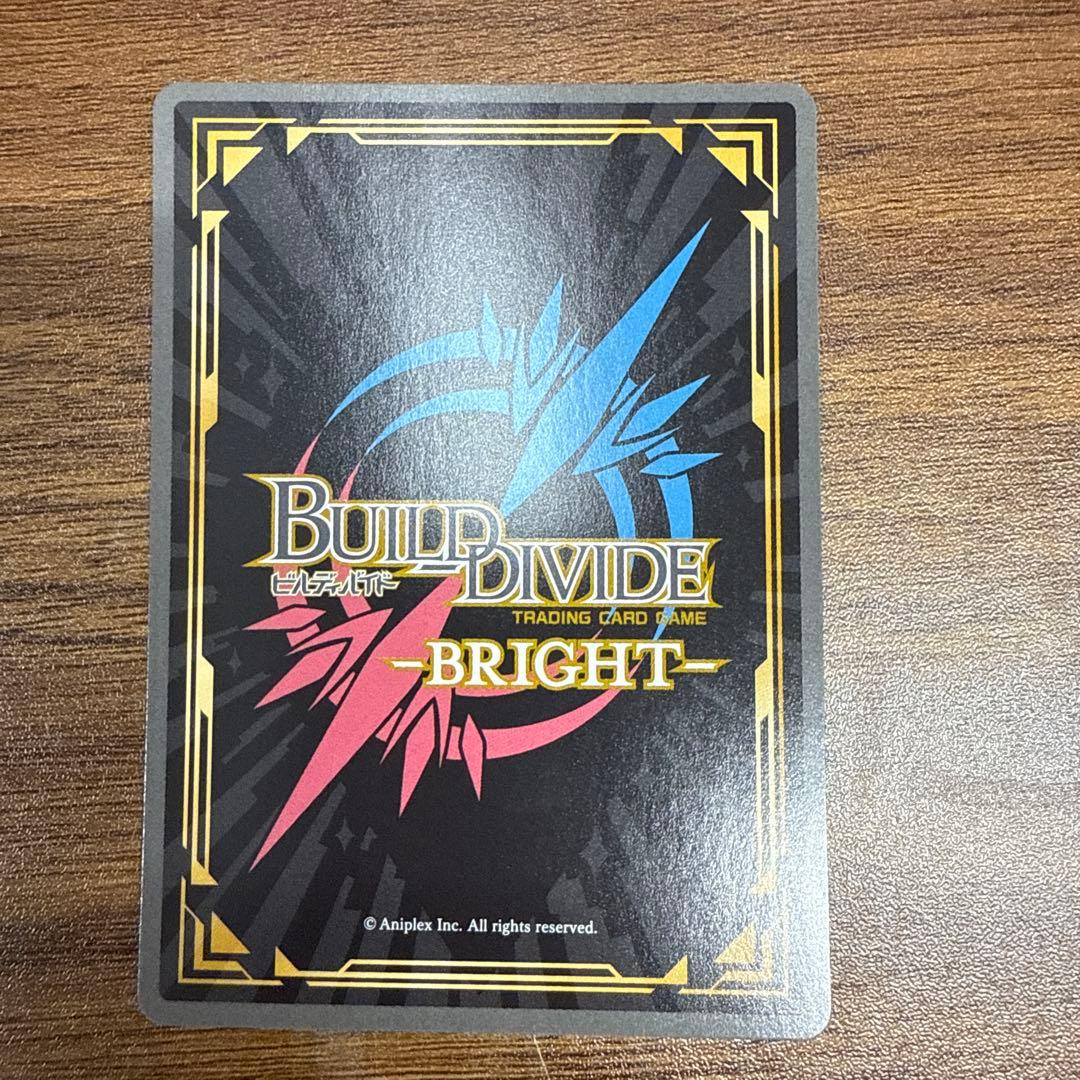 BUILD DIVIDE
ビルディバイド
TRADING CARD GAME
-BRIGHT-
© Aniplex Inc. All rights reserved.